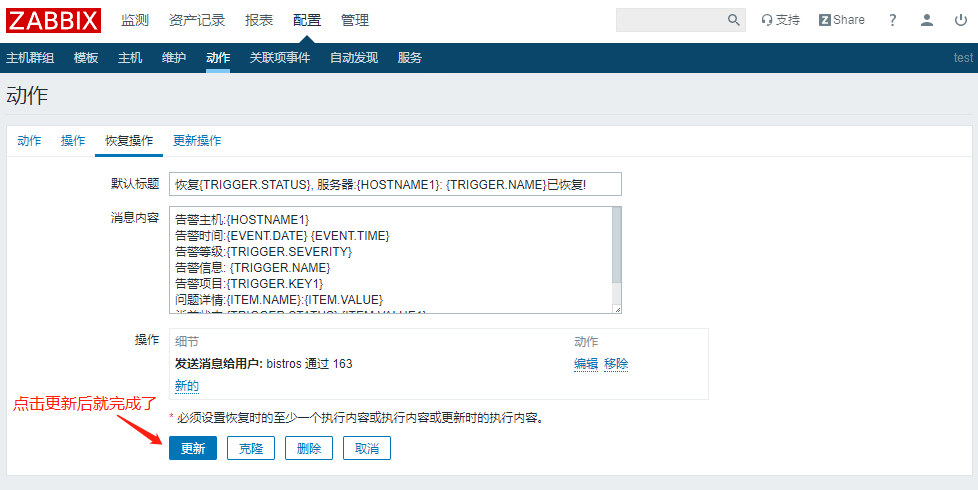 ZABBIX 监测 资产记录 报表 配置 管理 支持 Z Share ?
主机群组 模板 主机 维护 动作 关联项事件 自动发现 服务 test
动作
动作 操作 恢复操作 更新操作
默认标题 恢复{TRIGGER.STATUS}, 服务器:{HOSTNAME1}: {TRIGGER.NAME}已恢复!
消息内容 告警主机:{HOSTNAME1}
告警时间:{EVENT.DATE} {EVENT.TIME}
告警等级:{TRIGGER.SEVERITY}
告警信息: {TRIGGER.NAME}
告警项目:{TRIGGER.KEY1}
问题详情:{ITEM.NAME}:{ITEM.VALUE}
操作 细节 动作
发送消息给用户: bistros 通过 163 编辑 移除
新的
点击更新后就完成了
* 必须设置恢复时的至少一个执行内容或执行内容或更新时的执行内容。
更新 克隆 删除 取消